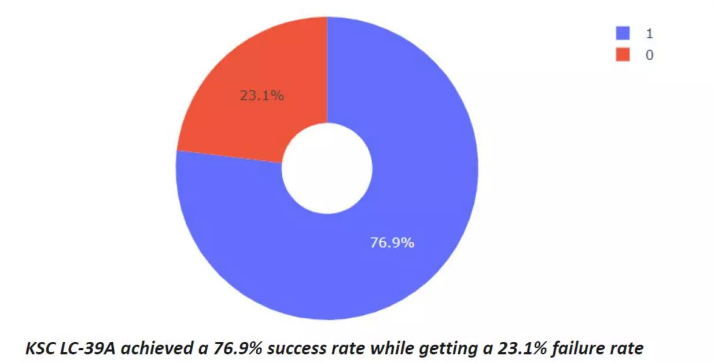 1
0
23.1%
76.9%
KSC LC-39A achieved a 76.9% success rate while getting a 23.1% failure rate